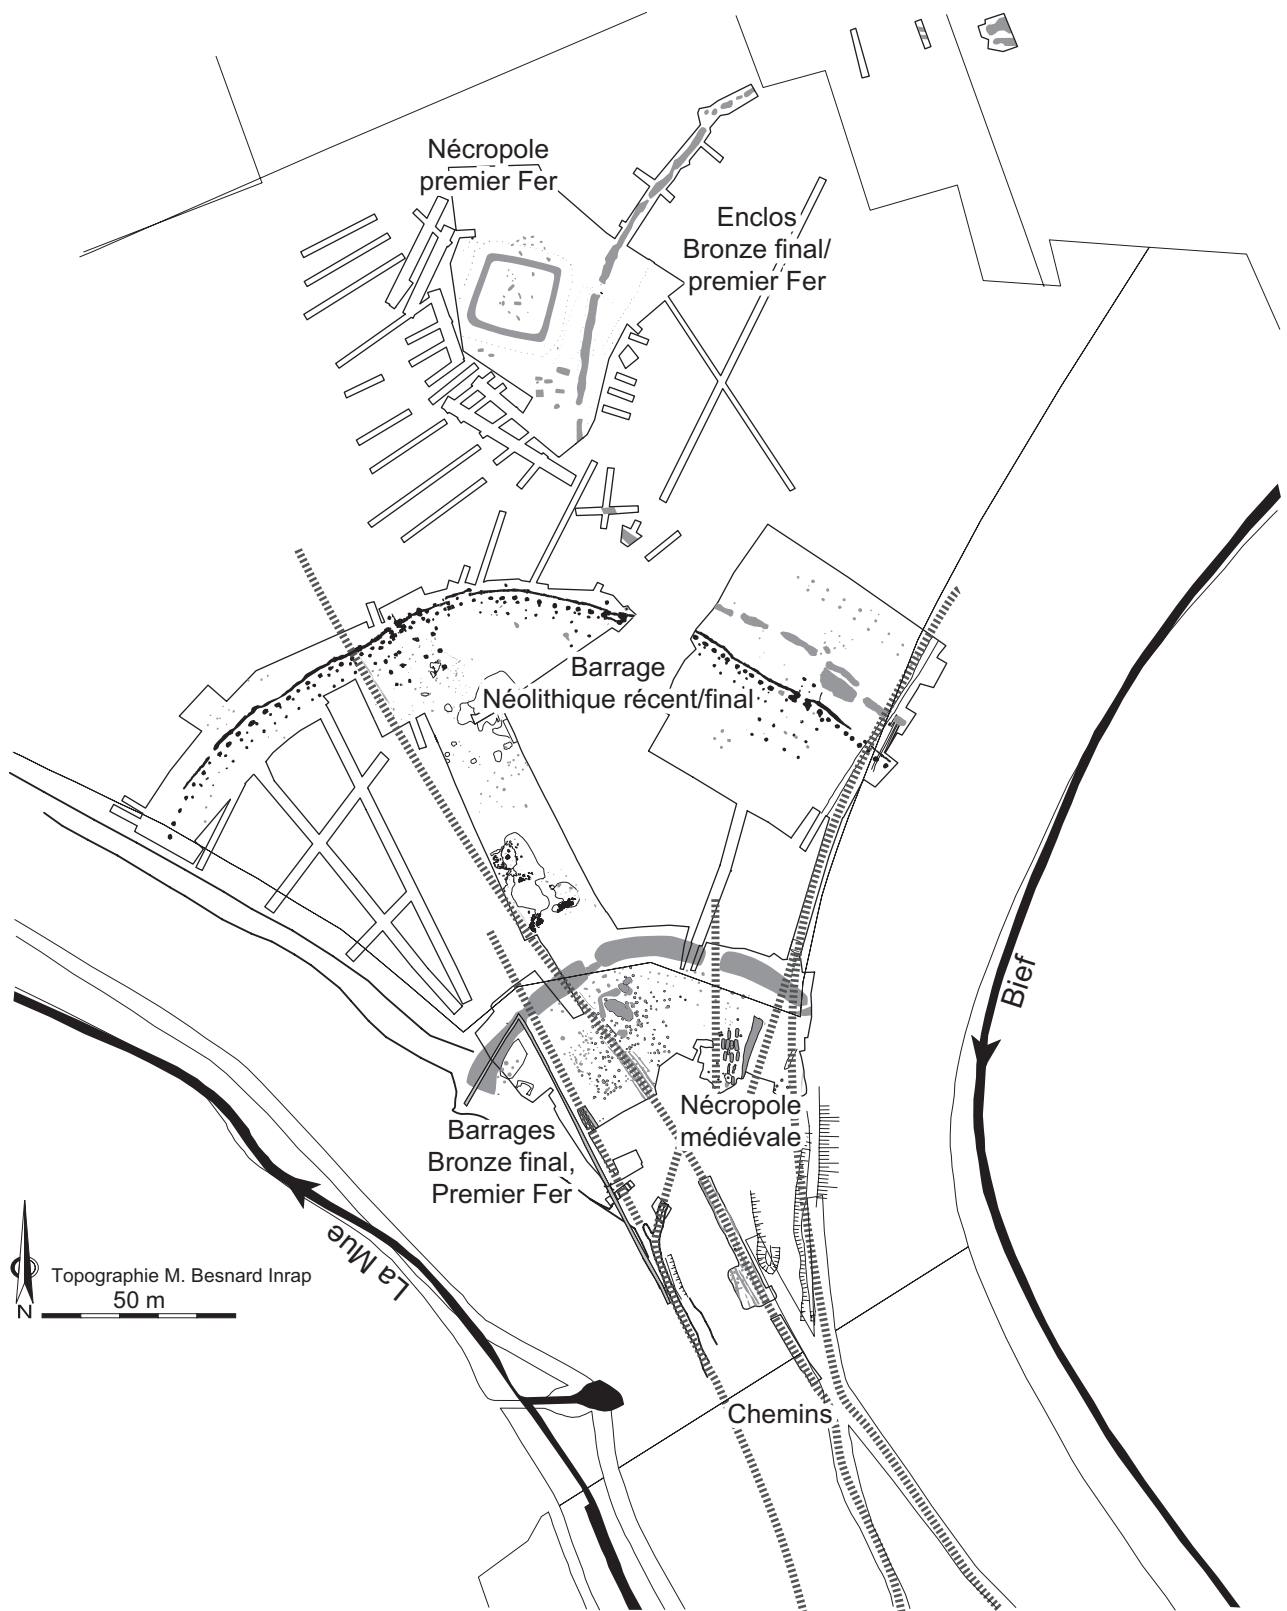 Nécropole
premier Fer
Enclos
Bronze final/
premier Fer
Barrage
Néolithique récent/final
Bief
Nécropole
médiévale
Barrages
Bronze final,
Premier Fer
La Mue
Topographie M. Besnard Inrap
50 m
N
Chemins